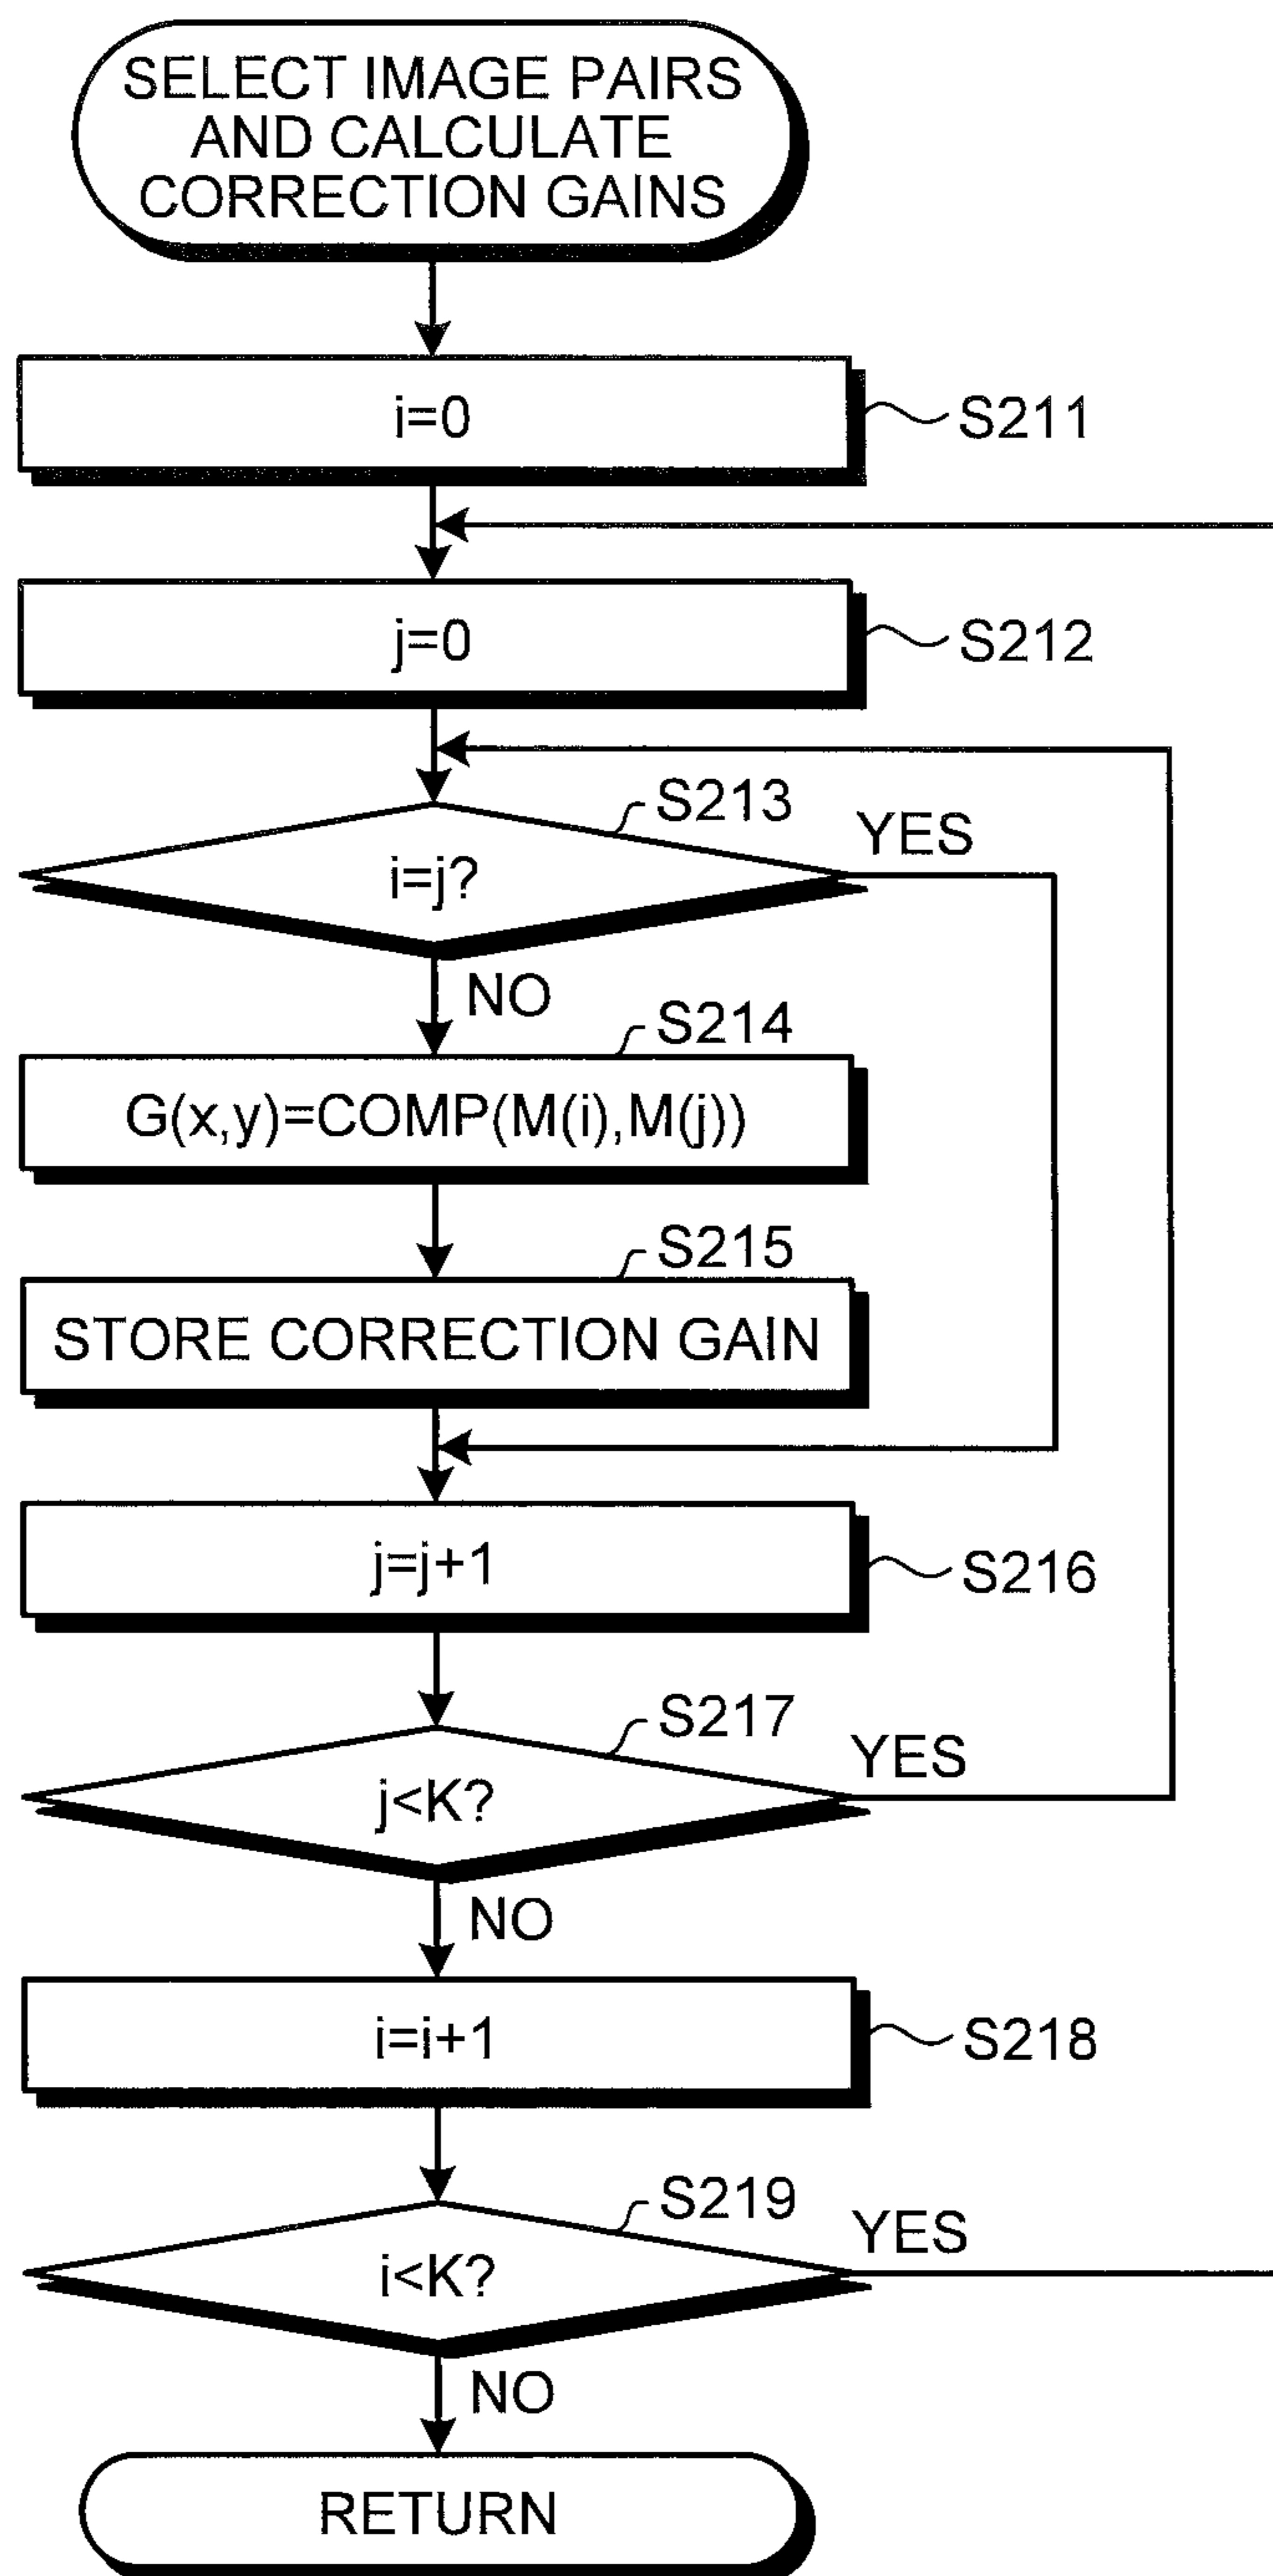 SELECT IMAGE PAIRS
AND CALCULATE
CORRECTION GAINS
i=0
S211
j=0
S212
S213
YES
i=j?
NO
S214
G(x,y)=COMP(M(i),M(j))
S215
STORE CORRECTION GAIN
j=j+1
S216
S217
YES
j<K?
NO
i=i+1
S218
S219
YES
i<K?
NO
RETURN